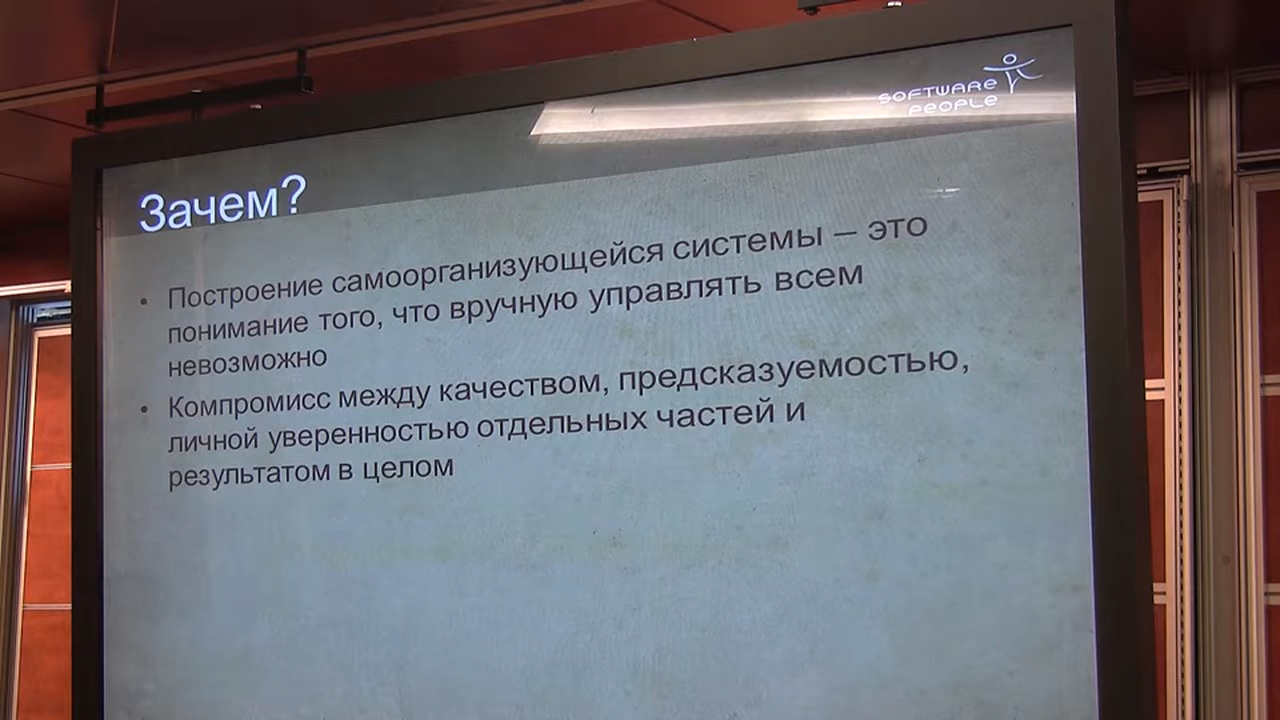 SOFTWARE
PEOPLE
Зачем?
• Построение самоорганизующейся системы – это
понимание того, что вручную управлять всем
невозможно
• Компромисс между качеством, предсказуемостью,
личной уверенностью отдельных частей и
результатом в целом